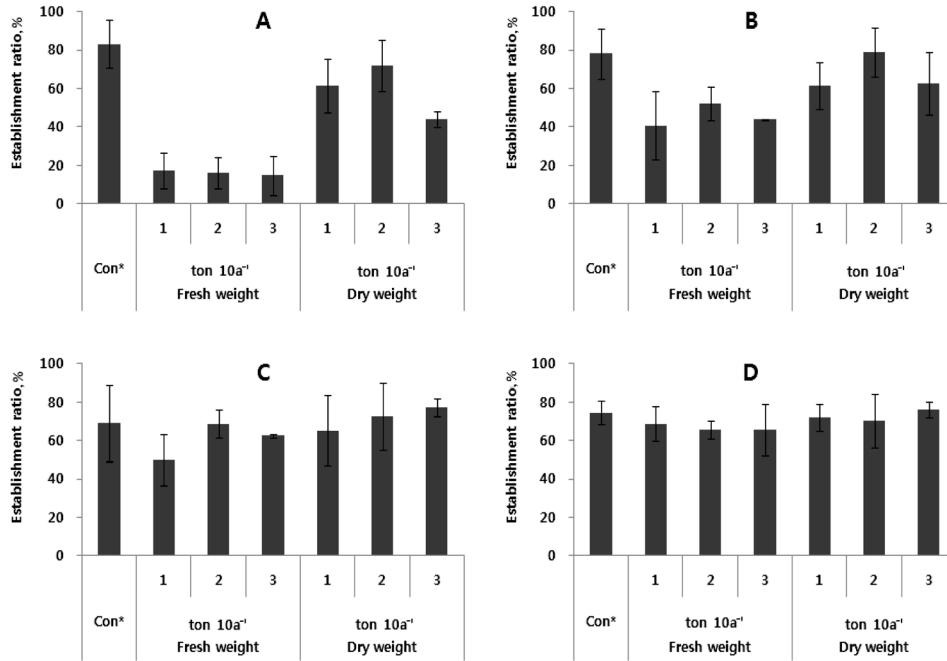 A
Establishment ratio,%
100
80
60
40
20
0
1 2 3 1 2 3
Con* ton 10a⁻¹ ton 10a⁻¹
Fresh weight Dry weight
B
Establishment ratio,%
100
80
60
40
20
0
1 2 3 1 2 3
Con* ton 10a⁻¹ ton 10a⁻¹
Fresh weight Dry weight
C
Establishment ratio,%
100
80
60
40
20
0
1 2 3 1 2 3
Con* ton 10a⁻¹ ton 10a⁻¹
Fresh weight Dry weight
D
Establishment ratio,%
100
80
60
40
20
0
1 2 3 1 2 3
Con* ton 10a⁻¹ ton 10a⁻¹
Fresh weight Dry weight